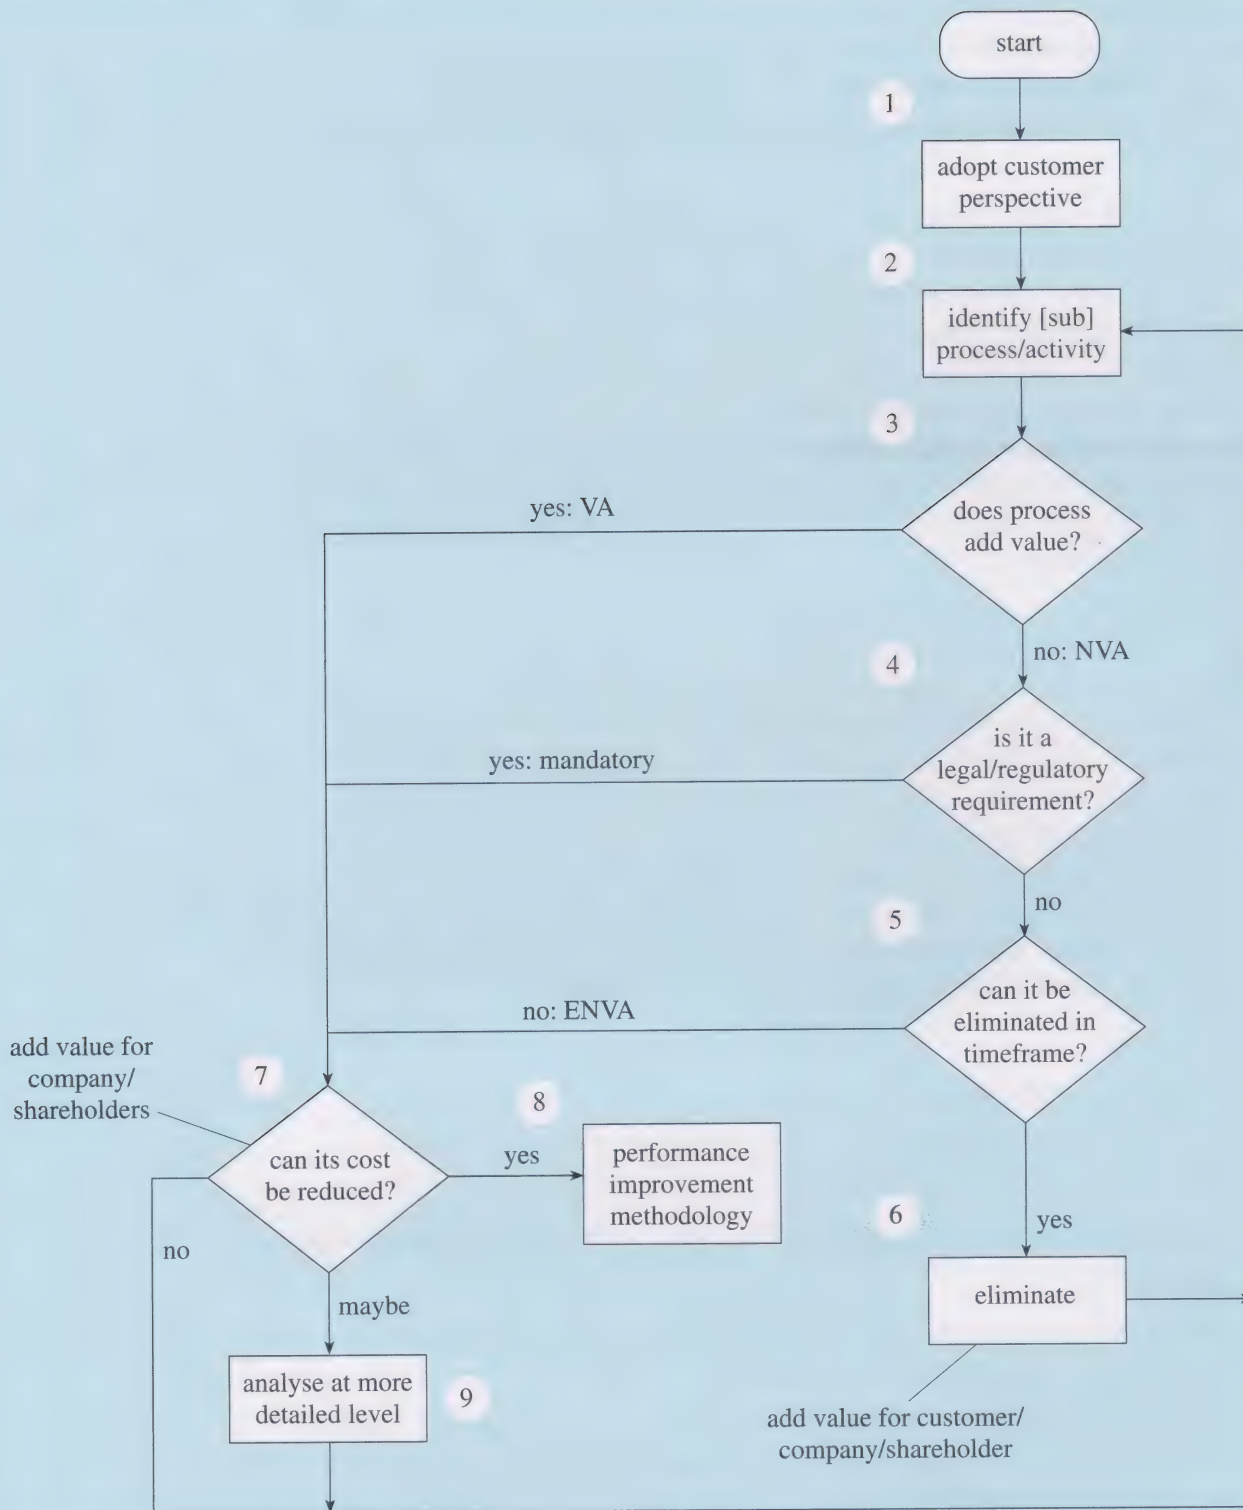 start
1
adopt customer
perspective
2
identify [sub]
process/activity
3
does process
add value?
yes: VA
no: NVA
4
is it a
legal/regulatory
requirement?
yes: mandatory
no
5
can it be
eliminated in
timeframe?
no: ENVA
add value for
company/
shareholders
7
can its cost
be reduced?
yes
8
performance
improvement
methodology
no
maybe
6
yes
eliminate
analyse at more
detailed level
9
add value for customer/
company/shareholder